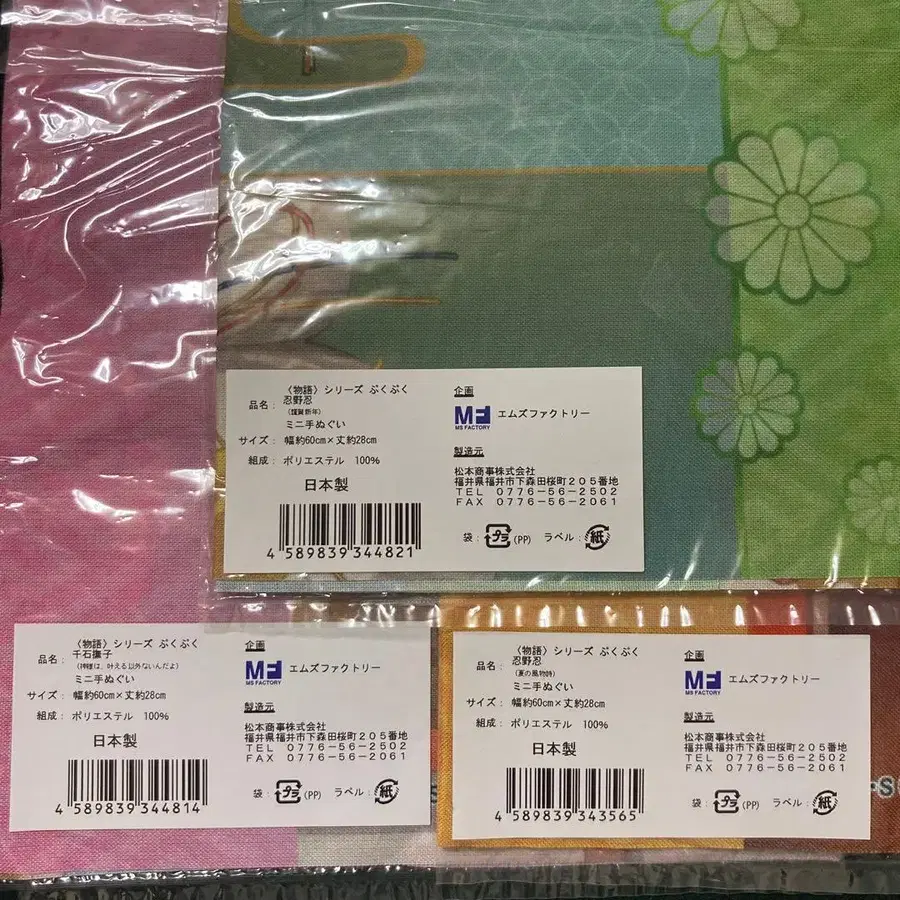 〈物語〉シリーズ ぷくぷく
品名： 忍野忍
(謹賀新年)
ミニ手ぬぐい
サイズ： 幅約60cm×丈約28cm
組成： ポリエステル 100%
日本製
4 589839 344821
企画
MF
MS FACTORY
エムズファクトリー
製造元
松本商事株式会社
福井県福井市下森田桜町２０５番地
TEL 0776-56-2502
FAX 0776-56-2061
袋： プラ (PP) ラベル： 紙
〈物語〉シリーズ ぷくぷく
品名： 千石撫子
(神様は、叶える以外ないんだよ)
ミニ手ぬぐい
サイズ： 幅約60cm×丈約28cm
組成： ポリエステル 100%
日本製
4 589839 344814
企画
MF
MS FACTORY
エムズファクトリー
製造元
松本商事株式会社
福井県福井市下森田桜町２０５番地
TEL 0776-56-2502
FAX 0776-56-2061
袋： プラ (PP) ラベル： 紙
〈物語〉シリーズ ぷくぷく
品名： 忍野忍
(夏の風物詩)
ミニ手ぬぐい
サイズ： 幅約60cm×丈約28cm
組成： ポリエステル 100%
日本製
4 589839 343565
企画
MF
MS FACTORY
エムズファクトリー
製造元
松本商事株式会社
福井県福井市下森田桜町２０５番地
TEL 0776-56-2502
FAX 0776-56-2061
袋： プラ (PP) ラベル： 紙